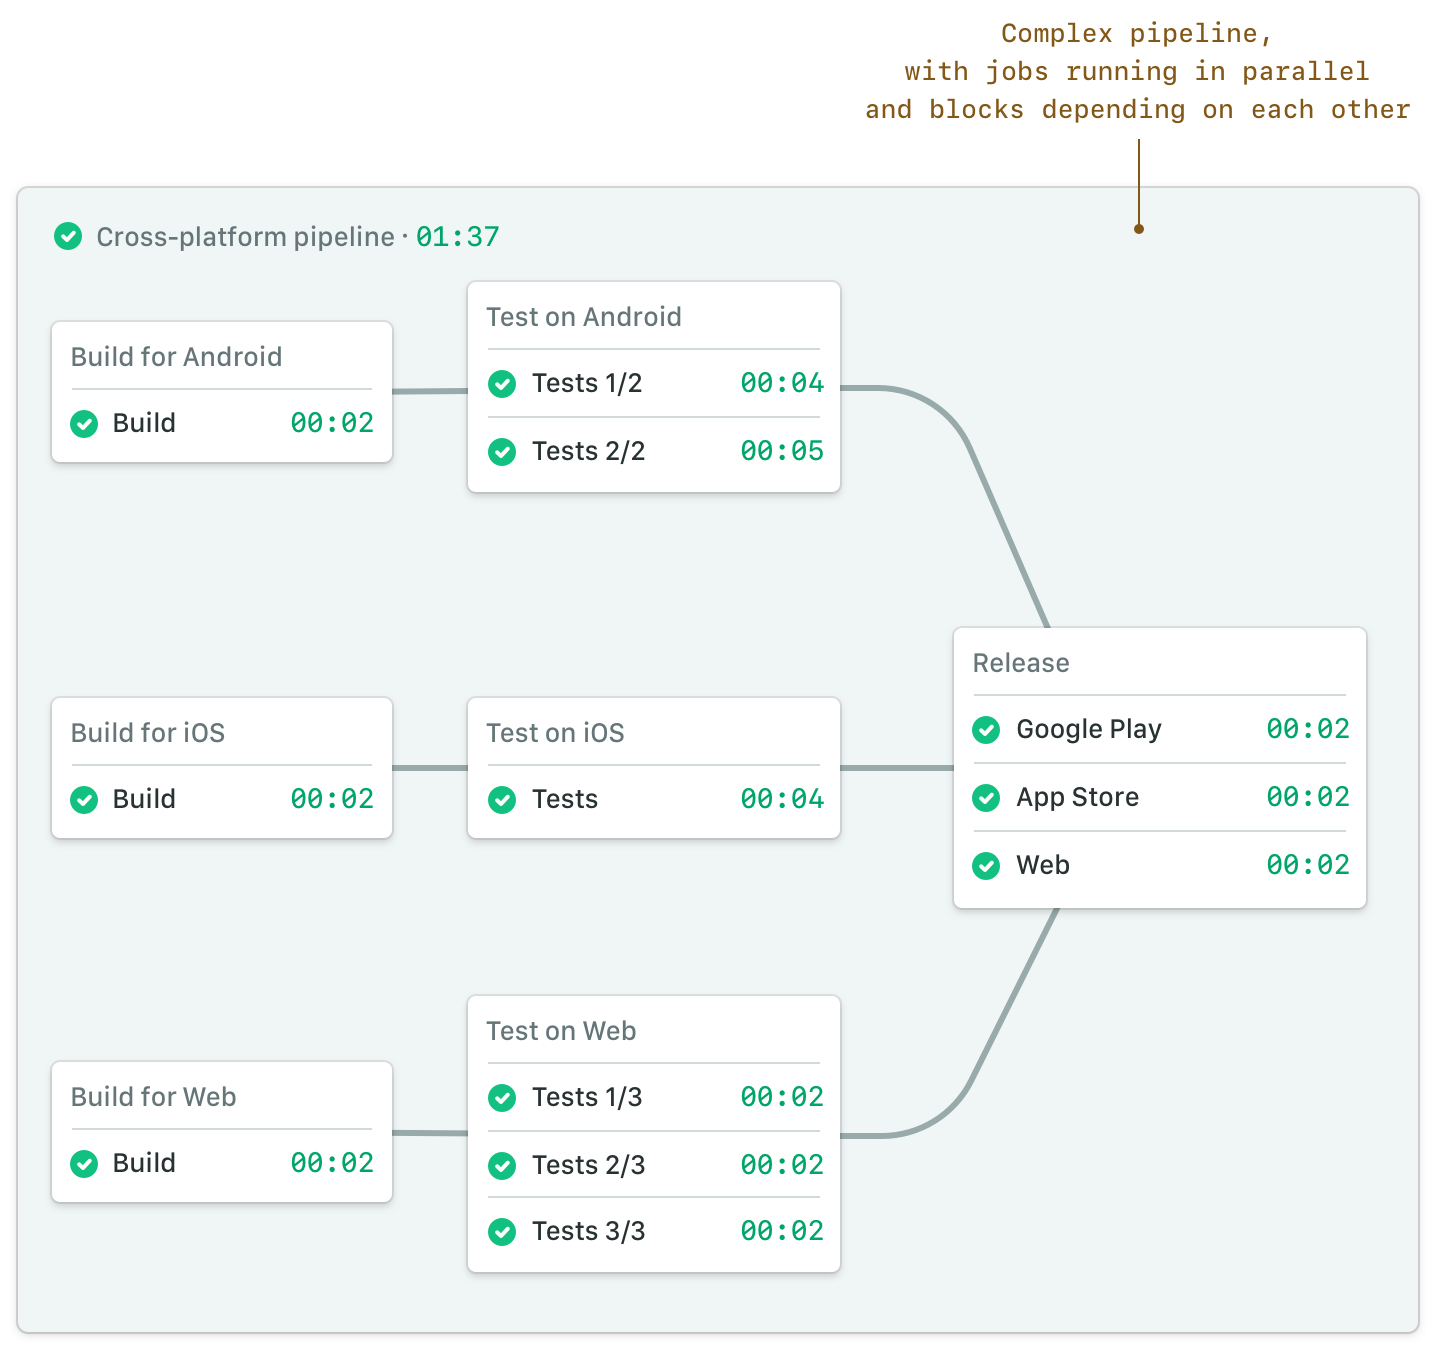 Complex pipeline,
with jobs running in parallel
and blocks depending on each other
Cross-platform pipeline · 01:37
Build for Android
Build 00:02
Test on Android
Tests 1/2 00:04
Tests 2/2 00:05
Build for iOS
Build 00:02
Test on iOS
Tests 00:04
Release
Google Play 00:02
App Store 00:02
Web 00:02
Build for Web
Build 00:02
Test on Web
Tests 1/3 00:02
Tests 2/3 00:02
Tests 3/3 00:02